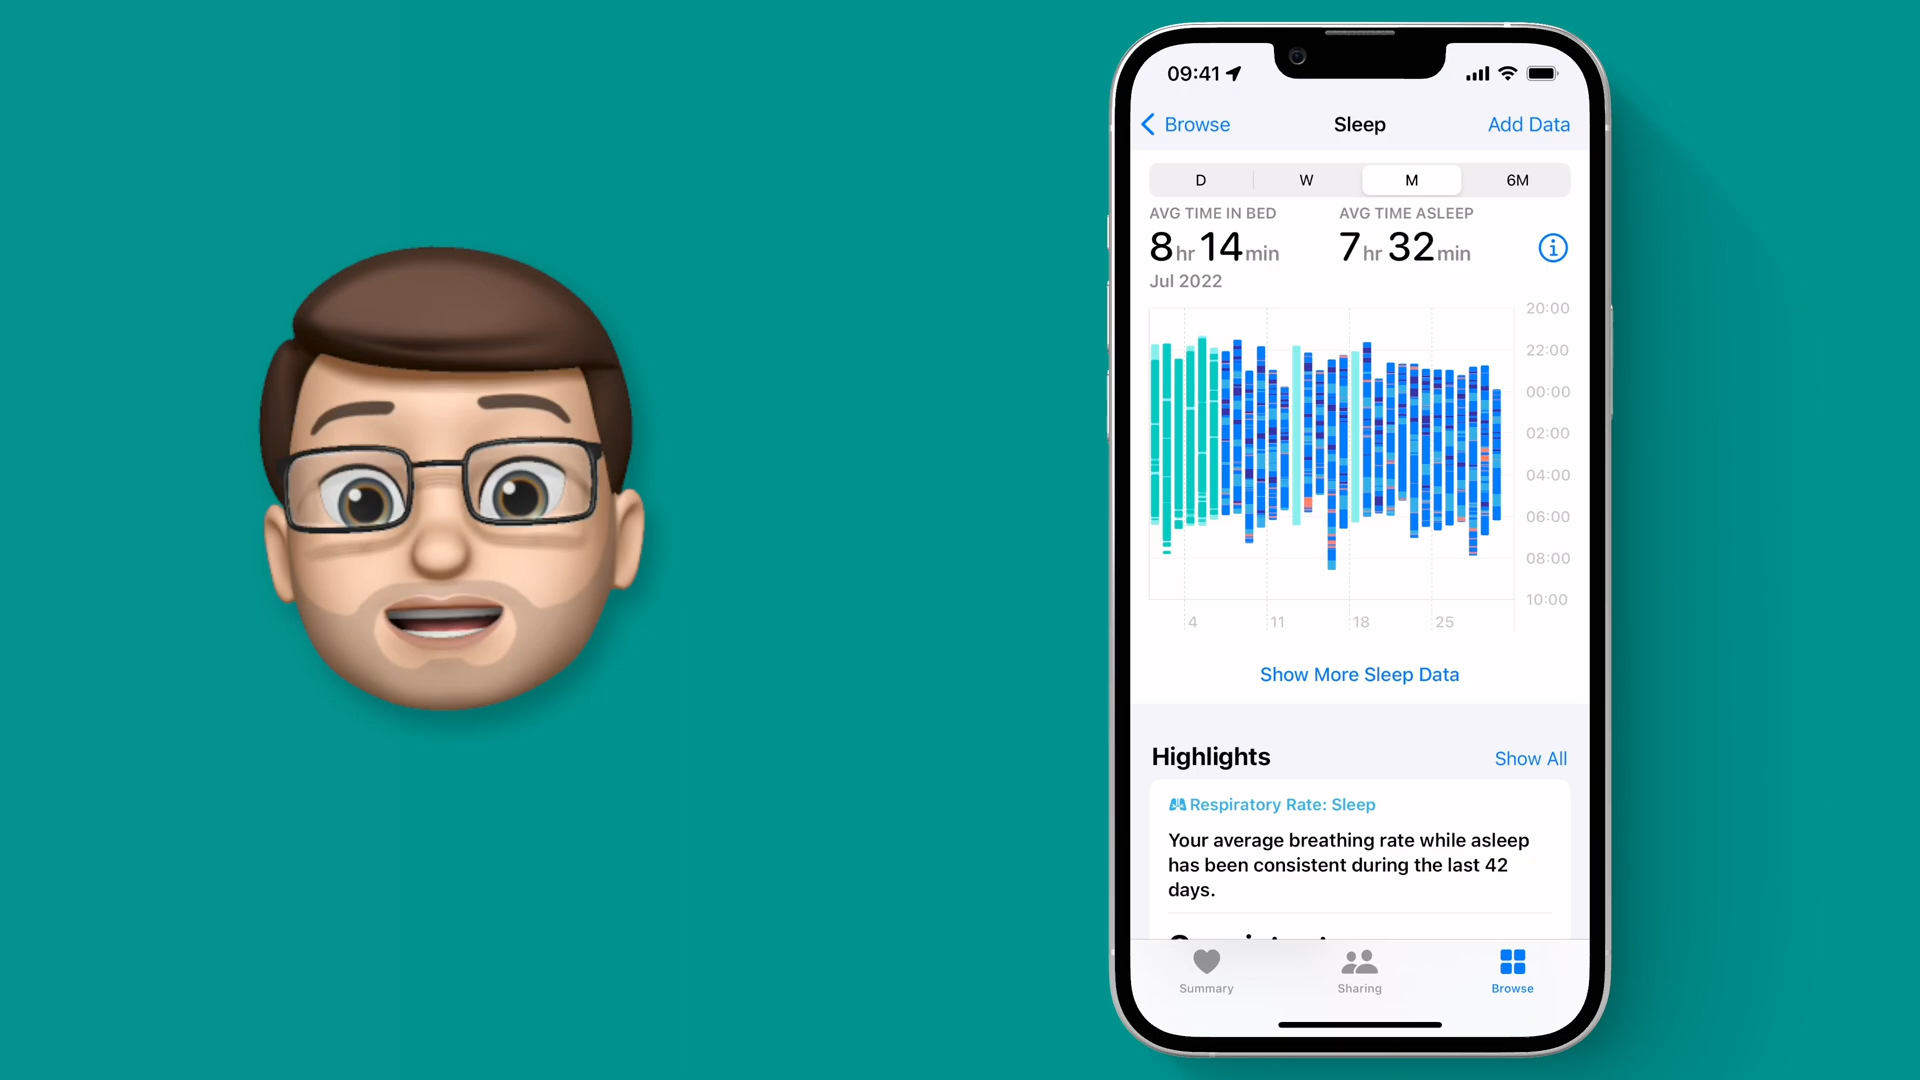 09:41
Browse
Sleep
Add Data
D
W
M
6M
AVG TIME IN BED
AVG TIME ASLEEP
8 hr 14 min
7 hr 32 min
Jul 2022
20:00
22:00
00:00
02:00
04:00
06:00
08:00
10:00
4
11
18
25
Show More Sleep Data
Highlights
Show All
Respiratory Rate: Sleep
Your average breathing rate while asleep
has been consistent during the last 42
days.
Summary
Sharing
Browse